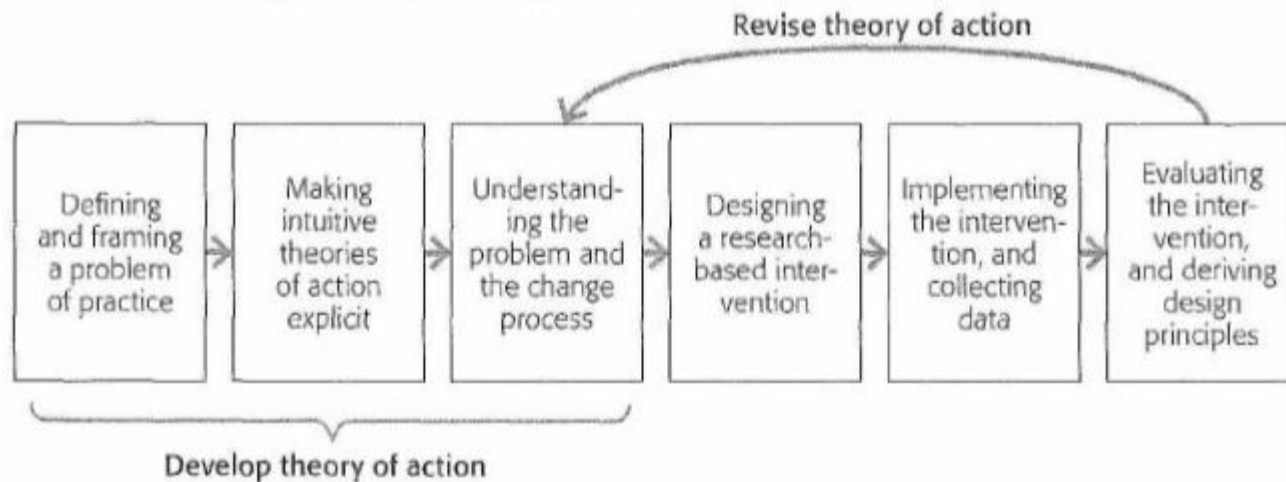 Revise theory of action
Defining
and framing
a problem
of practice
Making
intuitive
theories
of action
explicit
Understand-
ing the
problem and
the change
process
Designing
a research-
based inter-
vention
Implementing
the interven-
tion, and
collecting
data
Evaluating
the inter-
vention,
and deriving
design
principles
Develop theory of action